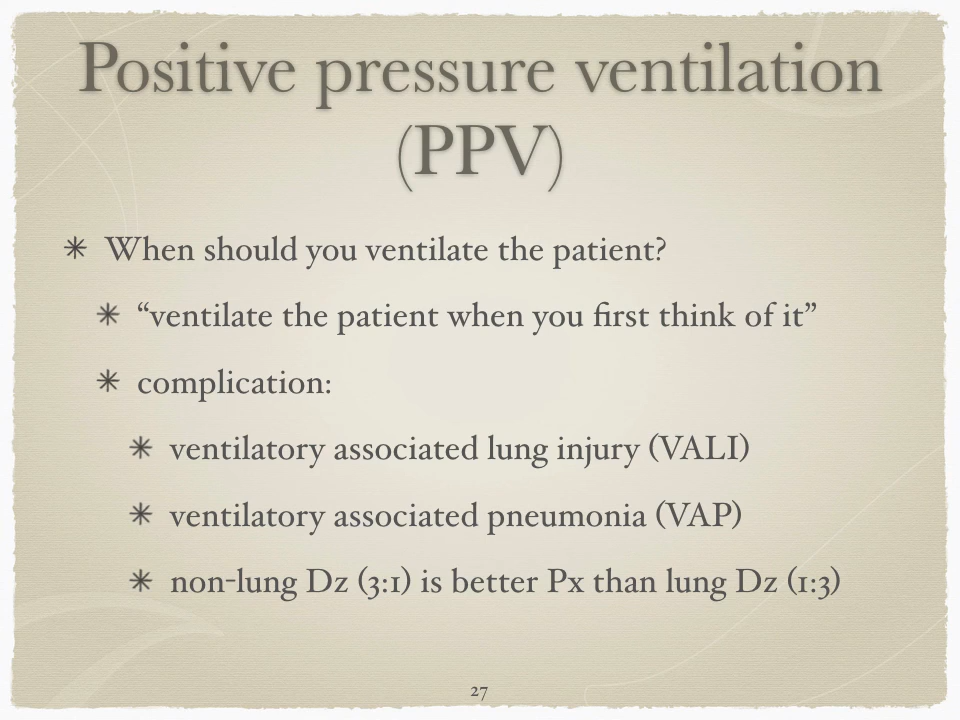 Positive pressure ventilation
(PPV)
When should you ventilate the patient?
“ventilate the patient when you first think of it”
complication:
ventilatory associated lung injury (VALI)
ventilatory associated pneumonia (VAP)
non-lung Dz (3:1) is better Px than lung Dz (1:3)
27